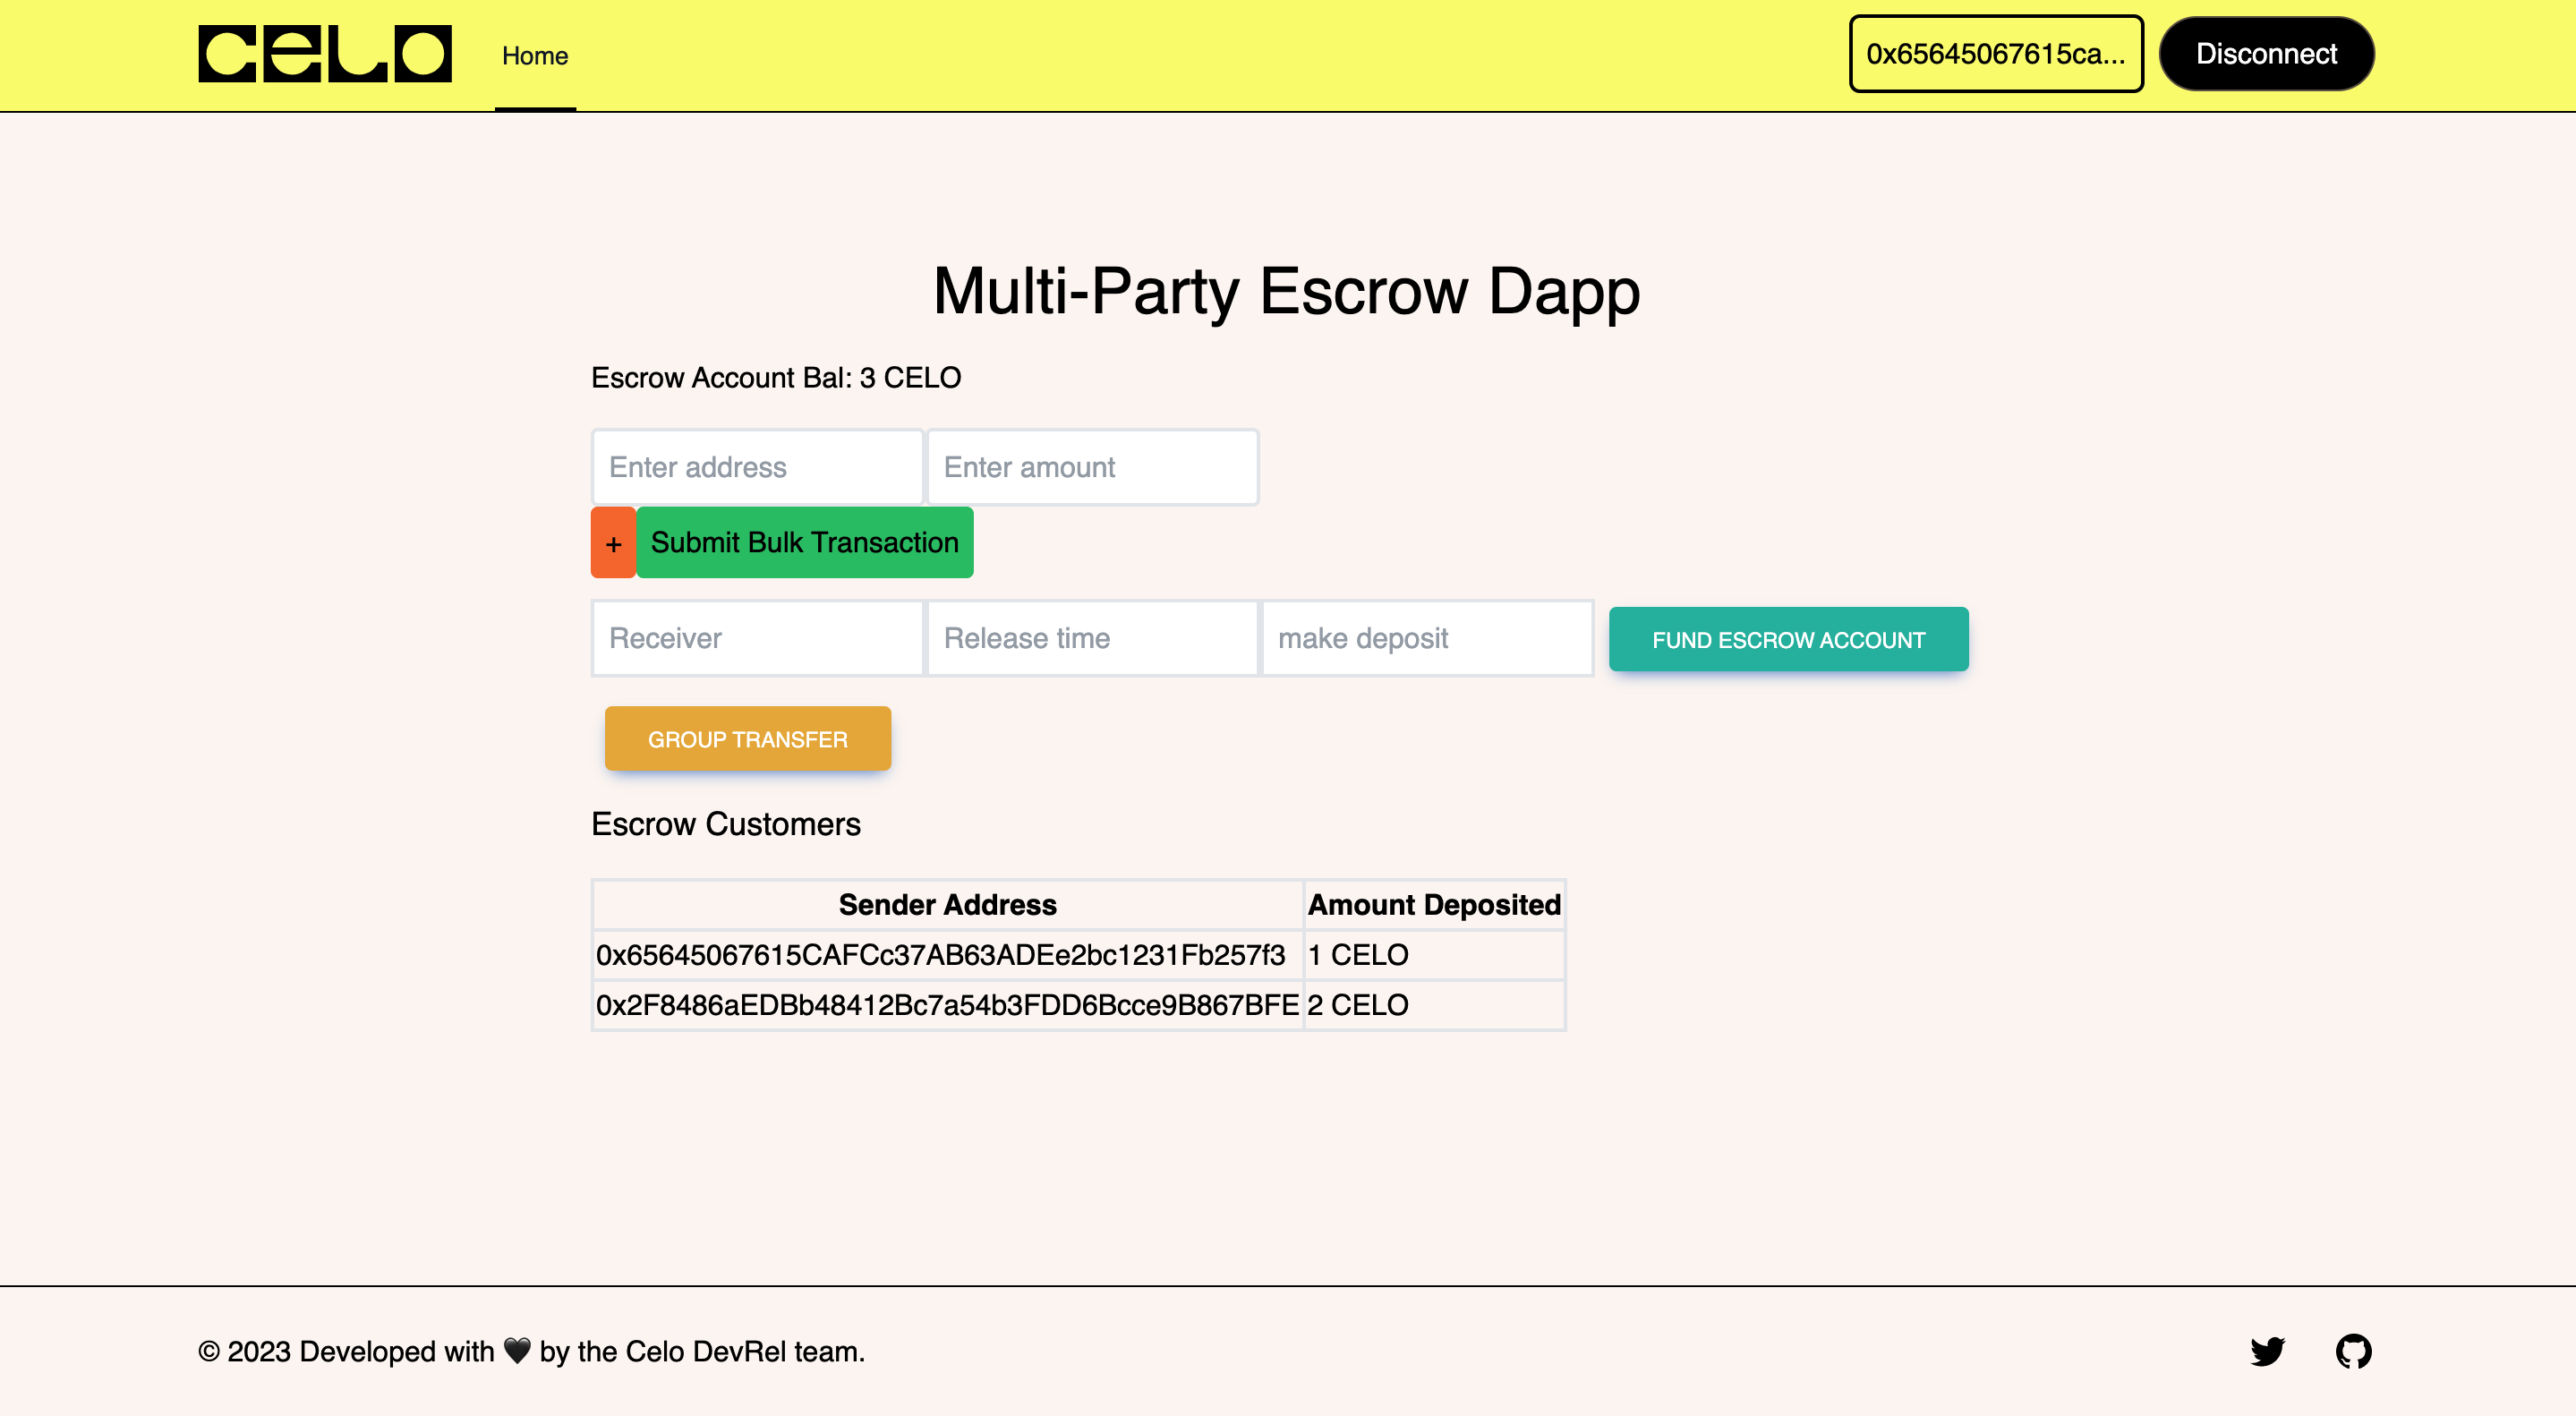 CELO
Home
0x65645067615ca...
Disconnect
Multi-Party Escrow Dapp
Escrow Account Bal: 3 CELO
Enter address
Enter amount
+
Submit Bulk Transaction
Receiver
Release time
make deposit
FUND ESCROW ACCOUNT
GROUP TRANSFER
Escrow Customers
Sender Address
Amount Deposited
0x65645067615CAFCc37AB63ADEe2bc1231Fb257f3
1 CELO
0x2F8486aEDBb48412Bc7a54b3FDD6Bcce9B867BFE
2 CELO
© 2023 Developed with 🖤 by the Celo DevRel team.